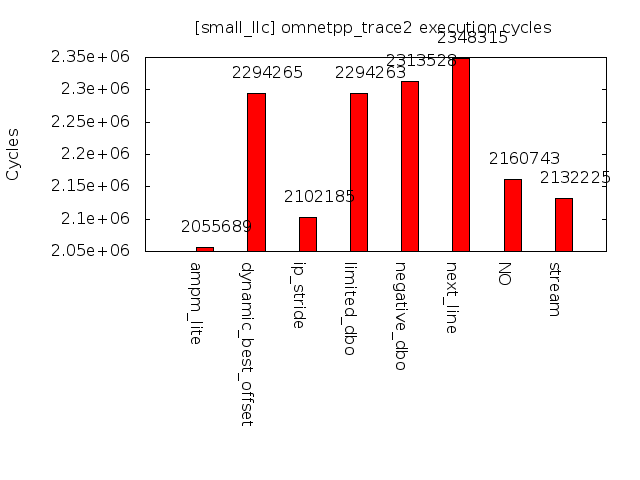 [small_llc] omnetpp_trace2 execution cycles
2348315
2.35e+06
2313528
2294265
2294263
2.3e+06
2.25e+06
Cycles
2.2e+06
2160743
2.15e+06
2132225
2102185
2.1e+06
2055689
2.05e+06
ampm_lite
dynamic_best_offset
ip_stride
limited_dbo
negative_dbo
next_line
NO
stream